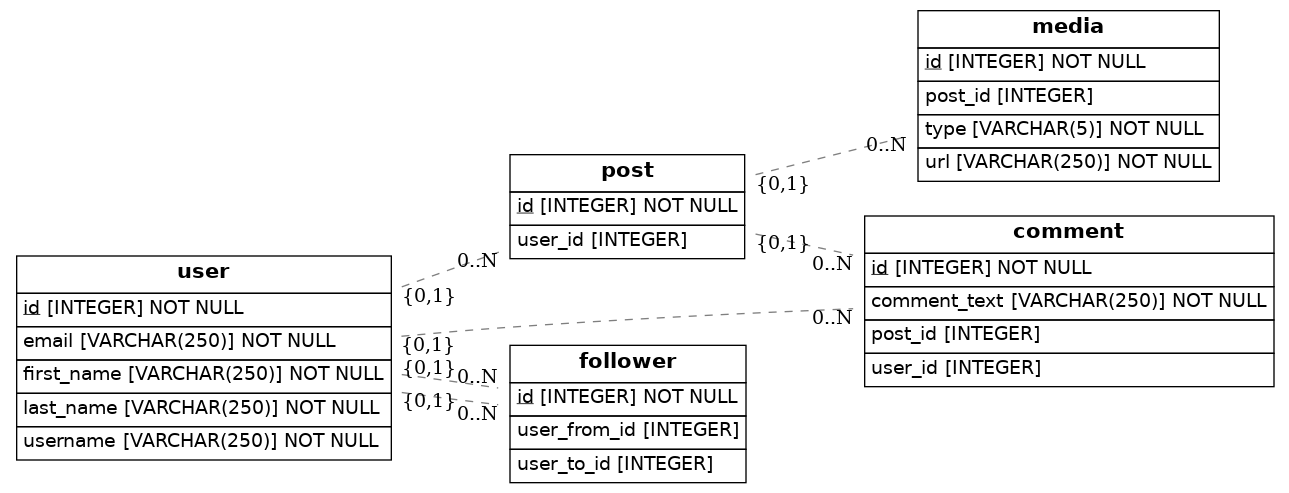 media
id [INTEGER] NOT NULL
post_id [INTEGER]
type [VARCHAR(5)] NOT NULL
url [VARCHAR(250)] NOT NULL
0..N
{0,1}
post
id [INTEGER] NOT NULL
user_id [INTEGER]
{0,1}
0..N
comment
id [INTEGER] NOT NULL
comment_text [VARCHAR(250)] NOT NULL
post_id [INTEGER]
user_id [INTEGER]
0..N
{0,1}
0..N
{0,1}
user
id [INTEGER] NOT NULL
email [VARCHAR(250)] NOT NULL
first_name [VARCHAR(250)] NOT NULL
last_name [VARCHAR(250)] NOT NULL
username [VARCHAR(250)] NOT NULL
{0,1}
0..N
{0,1}
0..N
follower
id [INTEGER] NOT NULL
user_from_id [INTEGER]
user_to_id [INTEGER]